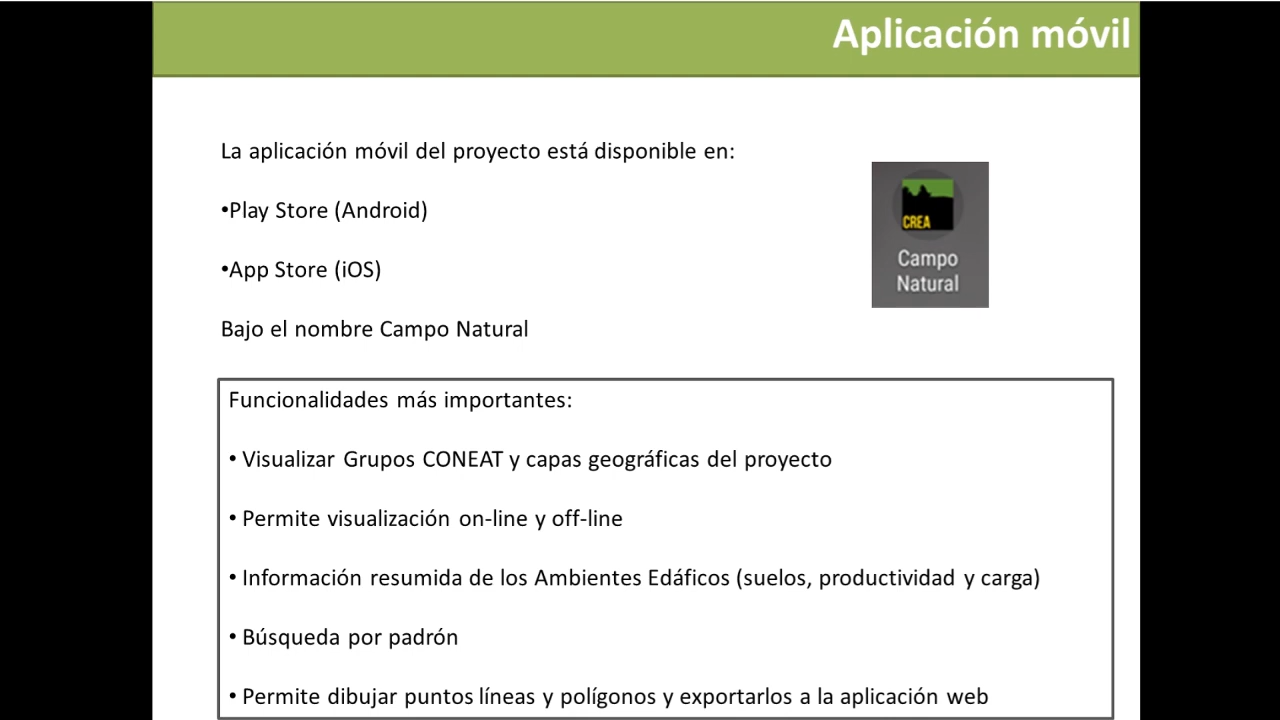 Aplicación móvil
La aplicación móvil del proyecto está disponible en:
•Play Store (Android)
•App Store (iOS)
Bajo el nombre Campo Natural
CREA
Campo
Natural
Funcionalidades más importantes:
• Visualizar Grupos CONEAT y capas geográficas del proyecto
• Permite visualización on-line y off-line
• Información resumida de los Ambientes Edáficos (suelos, productividad y carga)
• Búsqueda por padrón
• Permite dibujar puntos líneas y polígonos y exportarlos a la aplicación web